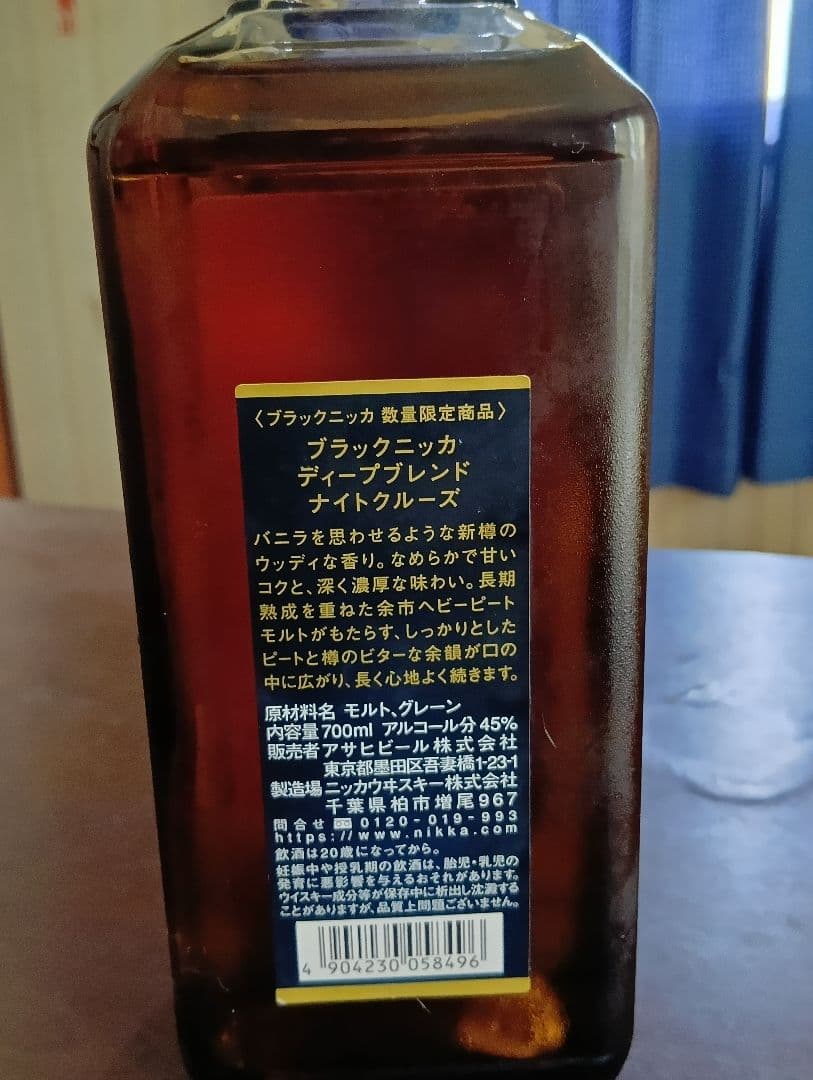 〈ブラックニッカ 数量限定商品〉
ブラックニッカ
ディープブレンド
ナイトクルーズ
バニラを思わせるような新樽の
ウッディな香り。なめらかで甘い
コクと、深く濃厚な味わい。長期
熟成を重ねた余市ヘビーピート
モルトがもたらす、しっかりとした
ピートと樽のビターな余韻が口の
中に広がり、長く心地よく続きます。
原材料名 モルト、グレーン
内容量700ml アルコール分45%
販売者アサヒビール株式会社
東京都墨田区吾妻橋1-23-1
製造場ニッカウヰスキー株式会社
千葉県柏市増尾967
問合せ 0120-019-993
https://www.nikka.com
飲酒は20歳になってから。
妊娠中や授乳期の飲酒は、胎児・乳児の
発育に悪影響を与えるおそれがあります。
ウイスキー成分等が保存中に析出し沈澱する
ことがありますが、品質上問題ございません。
4 904230 058496